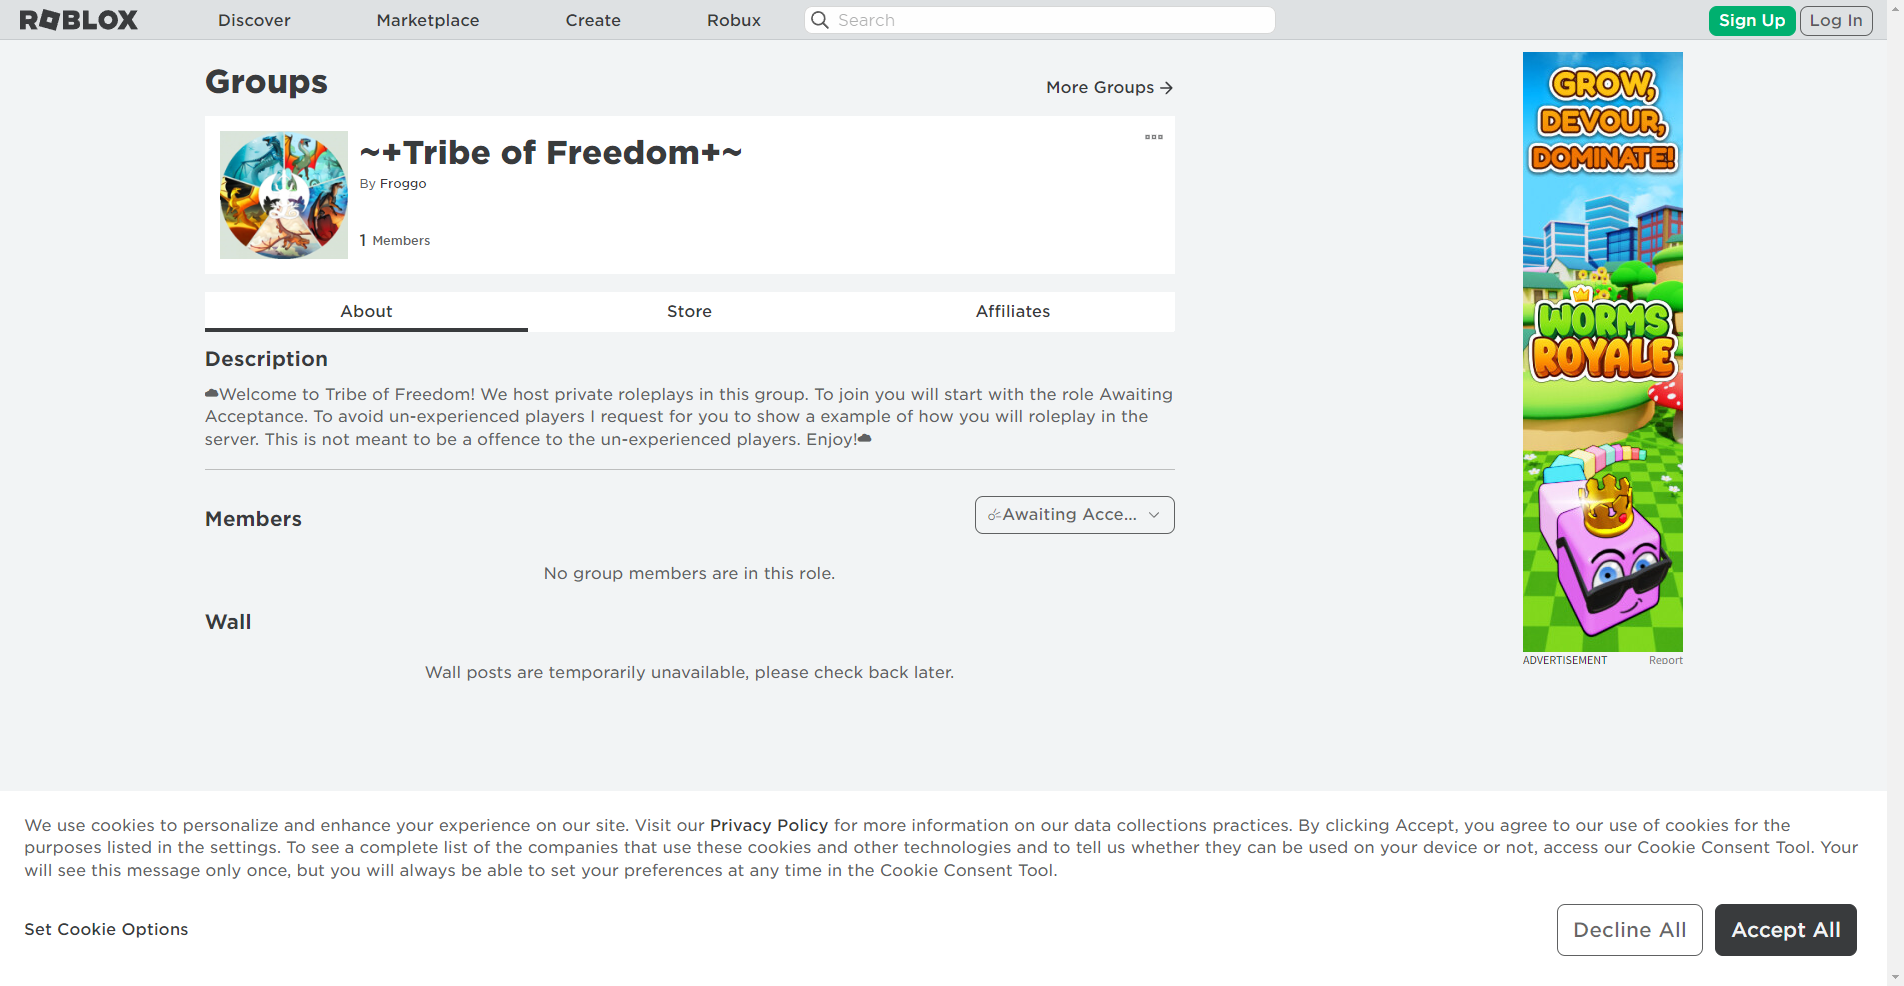 ROBLOX
Discover
Marketplace
Create
Robux
Search
Sign Up
Log In
Groups
More Groups →
~+Tribe of Freedom+~
By Froggo
1 Members
About
Store
Affiliates
Description
☁Welcome to Tribe of Freedom! We host private roleplays in this group. To join you will start with the role Awaiting
Acceptance. To avoid un-experienced players I request for you to show a example of how you will roleplay in the
server. This is not meant to be a offence to the un-experienced players. Enjoy!☁
Members
Awaiting Acce...
No group members are in this role.
Wall
Wall posts are temporarily unavailable, please check back later.
GROW,
DEVOUR,
DOMINATE!
WORMS
ROYALE
ADVERTISEMENT
Report
We use cookies to personalize and enhance your experience on our site. Visit our Privacy Policy for more information on our data collections practices. By clicking Accept, you agree to our use of cookies for the
purposes listed in the settings. To see a complete list of the companies that use these cookies and other technologies and to tell us whether they can be used on your device or not, access our Cookie Consent Tool. Your
will see this message only once, but you will always be able to set your preferences at any time in the Cookie Consent Tool.
Set Cookie Options
Decline All
Accept All